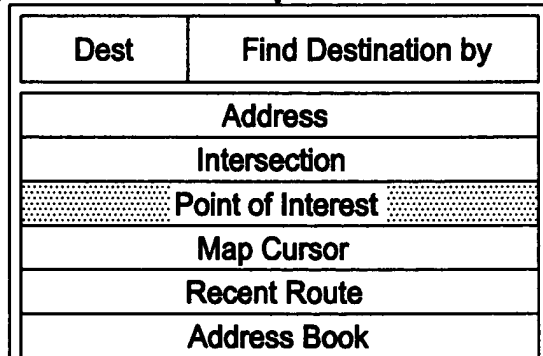 Dest Find Destination by
Address
Intersection
Point of Interest
Map Cursor
Recent Route
Address Book